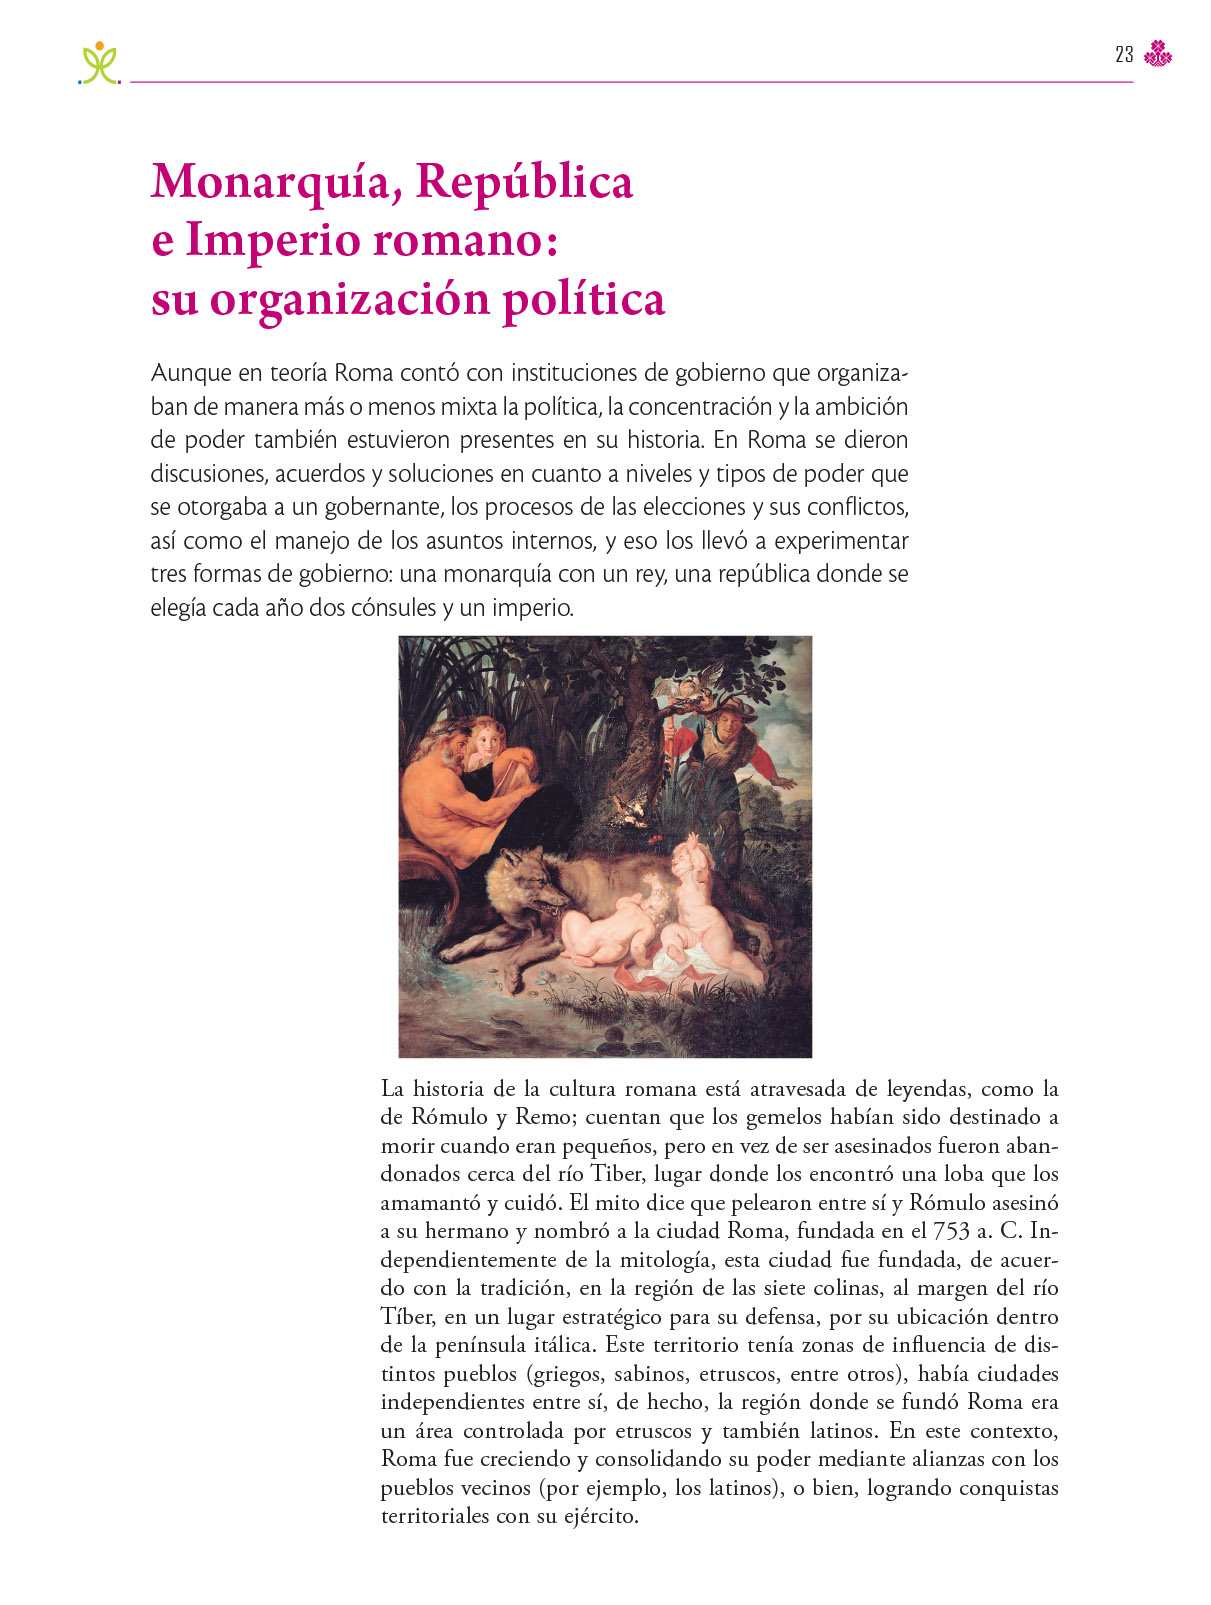 23
Monarquía, República
e Imperio romano:
su organización política
Aunque en teoría Roma contó con instituciones de gobierno que organiza-
ban de manera más o menos mixta la política, la concentración y la ambición
de poder también estuvieron presentes en su historia. En Roma se dieron
discusiones, acuerdos y soluciones en cuanto a niveles y tipos de poder que
se otorgaba a un gobernante, los procesos de las elecciones y sus conflictos,
así como el manejo de los asuntos internos, y eso los llevó a experimentar
tres formas de gobierno: una monarquía con un rey, una república donde se
elegía cada año dos cónsules y un imperio.
La historia de la cultura romana está atravesada de leyendas, como la
de Rómulo y Remo; cuentan que los gemelos habían sido destinado a
morir cuando eran pequeños, pero en vez de ser asesinados fueron aban-
donados cerca del río Tiber, lugar donde los encontró una loba que los
amamantó y cuidó. El mito dice que pelearon entre sí y Rómulo asesinó
a su hermano y nombró a la ciudad Roma, fundada en el 753 a. C. In-
dependientemente de la mitología, esta ciudad fue fundada, de acuer-
do con la tradición, en la región de las siete colinas, al margen del río
Tíber, en un lugar estratégico para su defensa, por su ubicación dentro
de la península itálica. Este territorio tenía zonas de influencia de dis-
tintos pueblos (griegos, sabinos, etruscos, entre otros), había ciudades
independientes entre sí, de hecho, la región donde se fundó Roma era
un área controlada por etruscos y también latinos. En este contexto,
Roma fue creciendo y consolidando su poder mediante alianzas con los
pueblos vecinos (por ejemplo, los latinos), o bien, logrando conquistas
territoriales con su ejército.